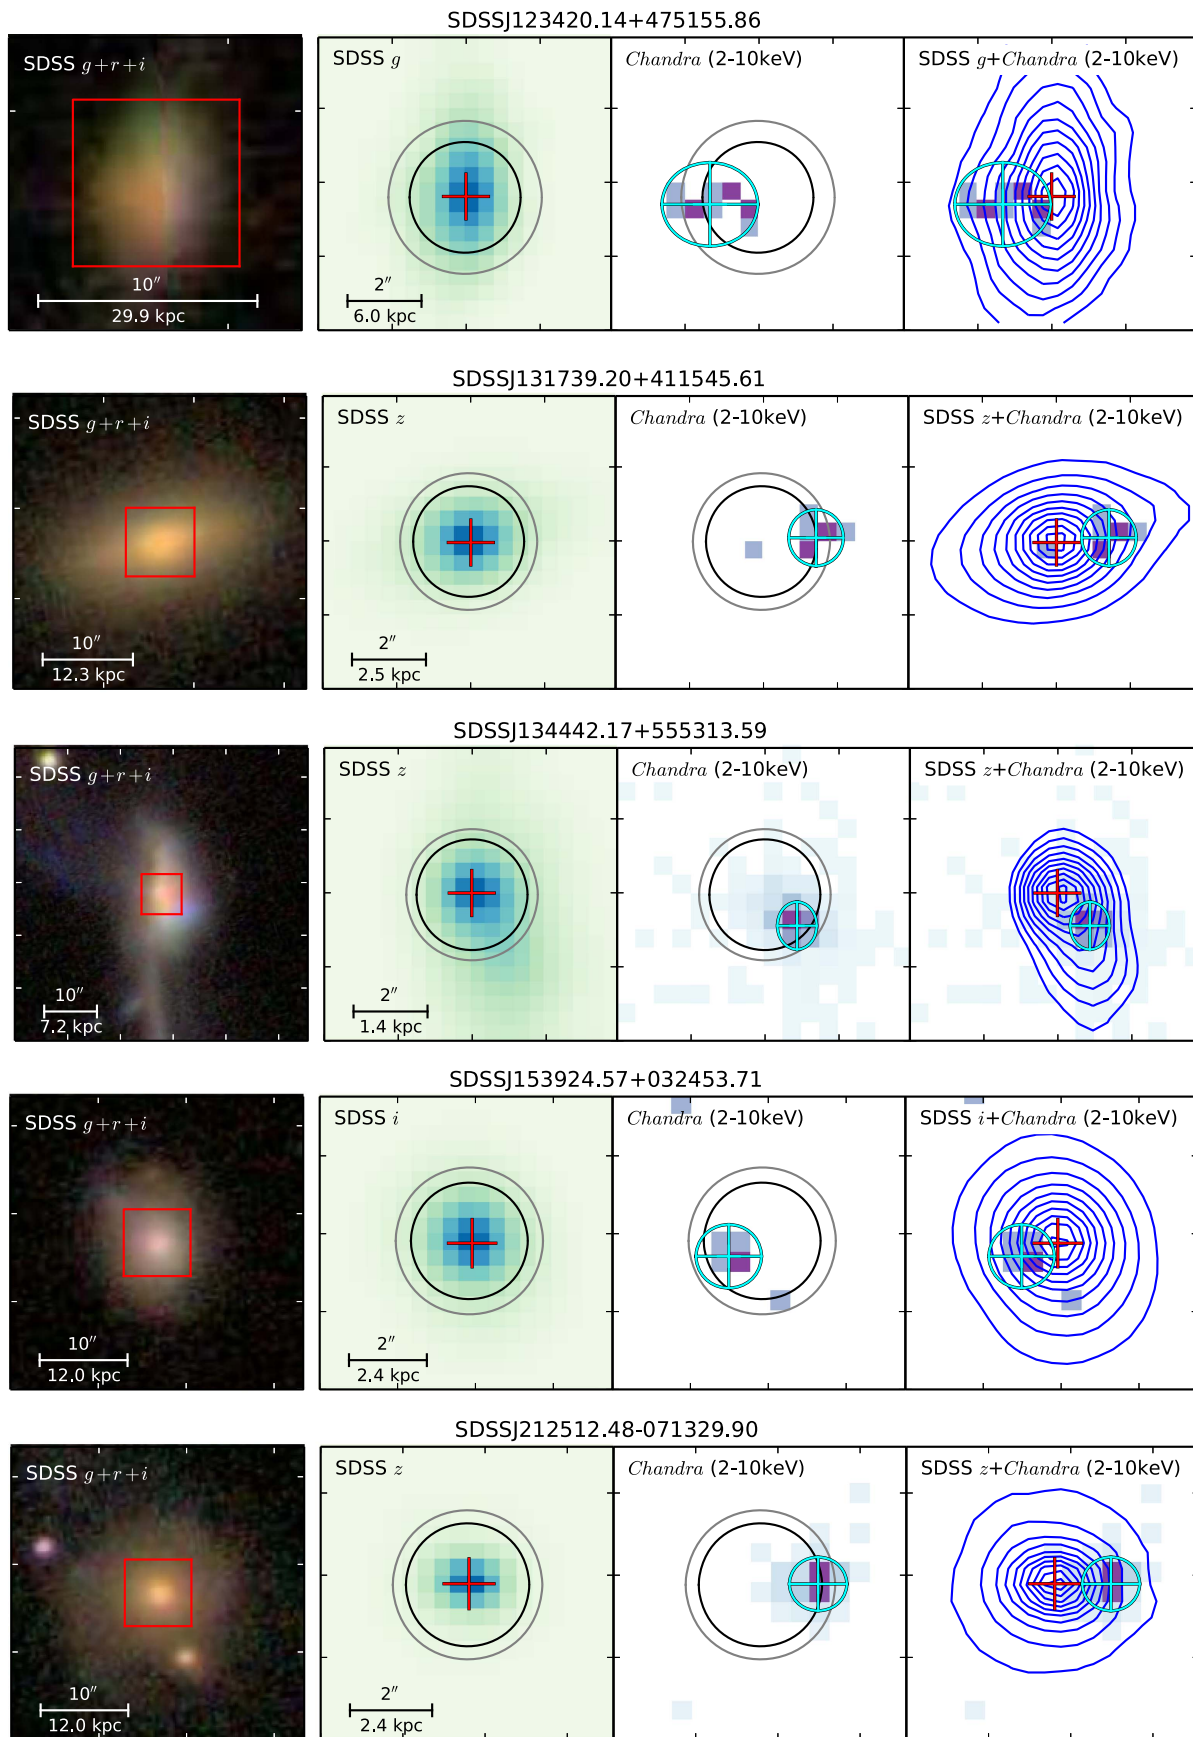 SDSSJ123420.14+475155.86
SDSS g+r+i
SDSS g
Chandra (2-10keV)
SDSS g+Chandra (2-10keV)
10″
29.9 kpc
2″
6.0 kpc
SDSSJ131739.20+411545.61
SDSS g+r+i
SDSS z
Chandra (2-10keV)
SDSS z+Chandra (2-10keV)
10″
12.3 kpc
2″
2.5 kpc
SDSSJ134442.17+555313.59
SDSS g+r+i
SDSS z
Chandra (2-10keV)
SDSS z+Chandra (2-10keV)
10″
7.2 kpc
2″
1.4 kpc
SDSSJ153924.57+032453.71
SDSS g+r+i
SDSS i
Chandra (2-10keV)
SDSS i+Chandra (2-10keV)
10″
12.0 kpc
2″
2.4 kpc
SDSSJ212512.48-071329.90
SDSS g+r+i
SDSS z
Chandra (2-10keV)
SDSS z+Chandra (2-10keV)
10″
12.0 kpc
2″
2.4 kpc